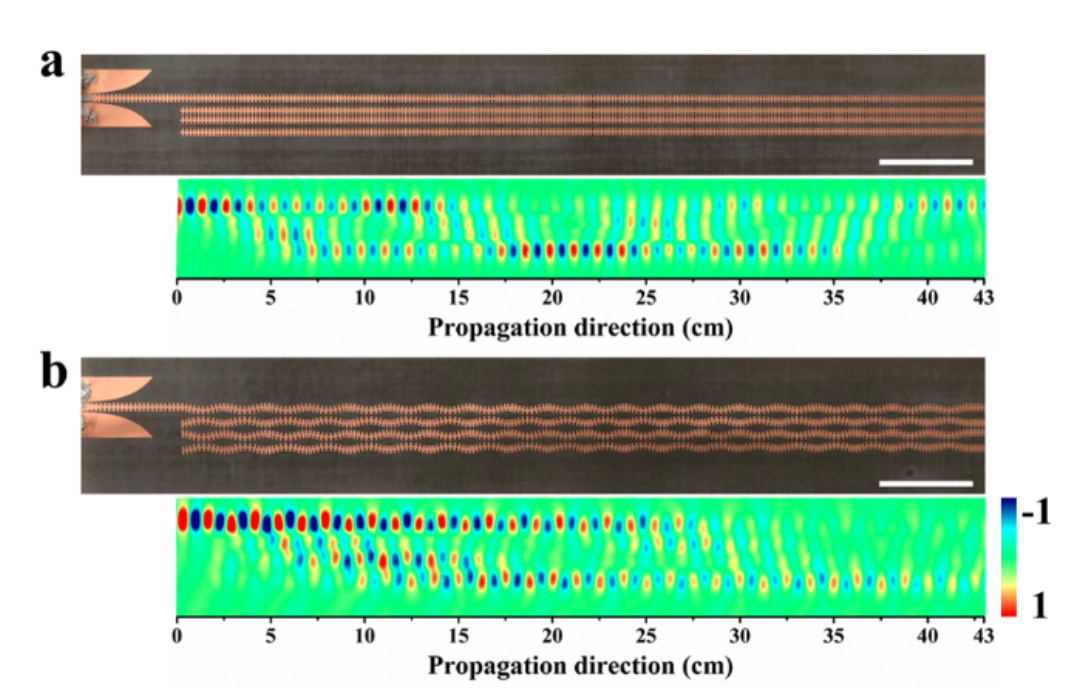 a
0 5 10 15 20 25 30 35 40 43
Propagation direction (cm)
b
-1
1
0 5 10 15 20 25 30 35 40 43
Propagation direction (cm)